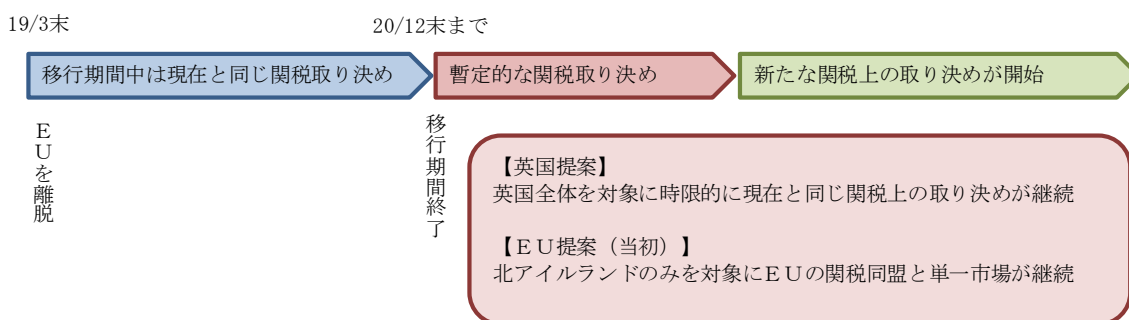 19/3末
20/12末まで
移行期間中は現在と同じ関税取り決め
暫定的な関税取り決め
新たな関税上の取り決めが開始
EUを離脱
移行期間終了
【英国提案】
英国全体を対象に時限的に現在と同じ関税上の取り決めが継続
【EU提案(当初)】
北アイルランドのみを対象にEUの関税同盟と単一市場が継続